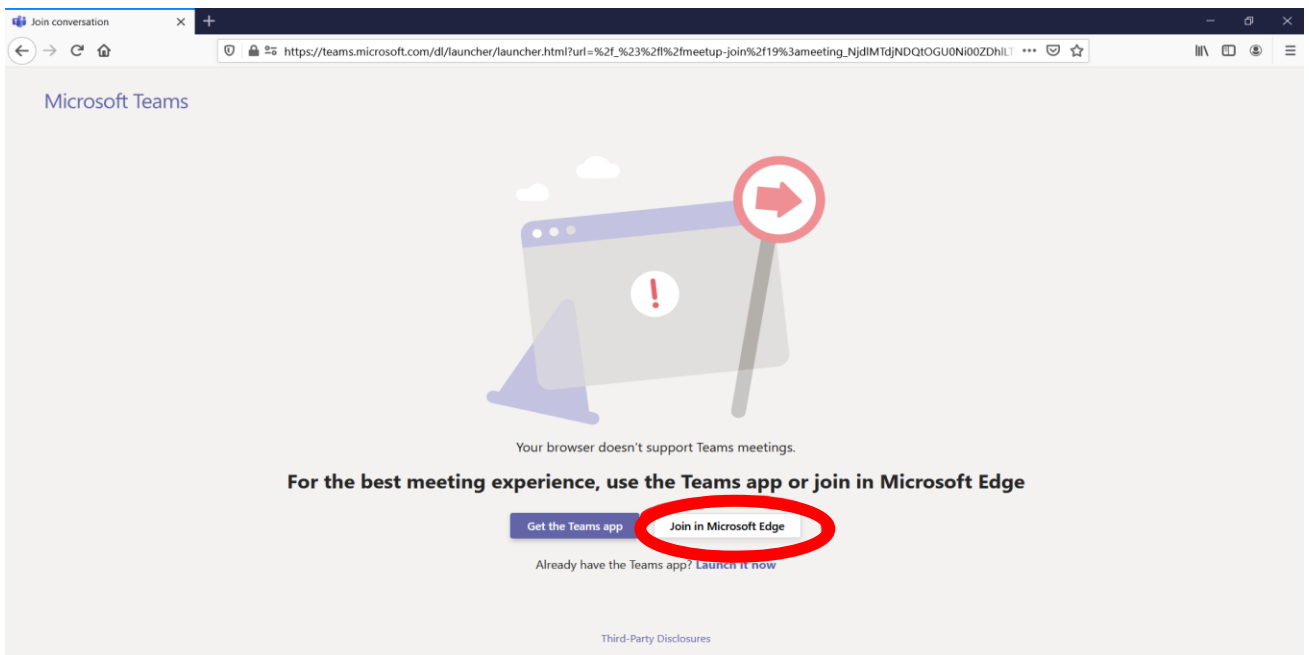 Join conversation
https://teams.microsoft.com/dl/launcher/launcher.html?url=%2f_%23%2fl%2fmeetup-join%2f19%3ameeting_NjdlMTdjNDQtOGU0Ni00ZDhlLT
Microsoft Teams
!
Your browser doesn't support Teams meetings.
For the best meeting experience, use the Teams app or join in Microsoft Edge
Get the Teams app Join in Microsoft Edge
Already have the Teams app? Launch it now
Third-Party Disclosures